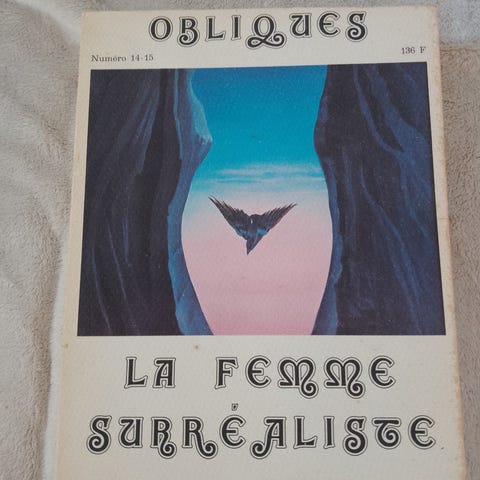 OBLIQUES
Numéro 14-15
136 F
LA FEMME
SURRÉALISTE